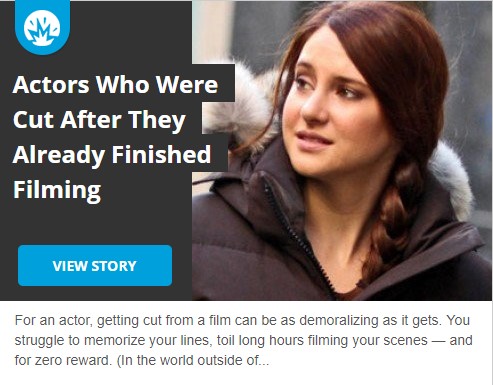 Actors Who Were
Cut After They
Already Finished
Filming
VIEW STORY
For an actor, getting cut from a film can be as demoralizing as it gets. You
struggle to memorize your lines, toil long hours filming your scenes — and
for zero reward. (In the world outside of...